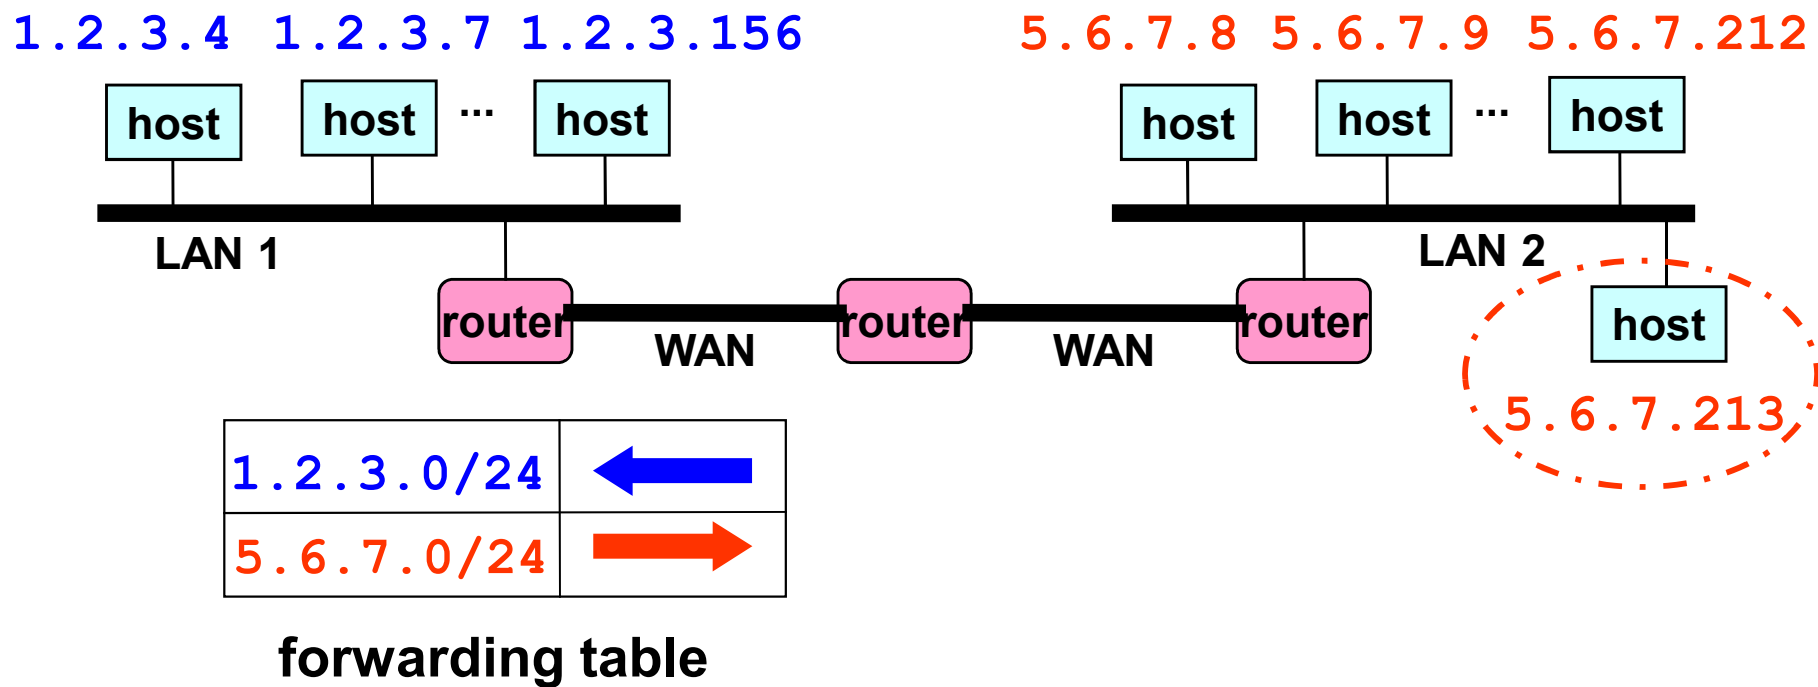 1.2.3.4 1.2.3.7 1.2.3.156 5.6.7.8 5.6.7.9 5.6.7.212
host host ... host host host ... host
LAN 1 LAN 2
router WAN router WAN router host
5.6.7.213
1.2.3.0/24
5.6.7.0/24
forwarding table